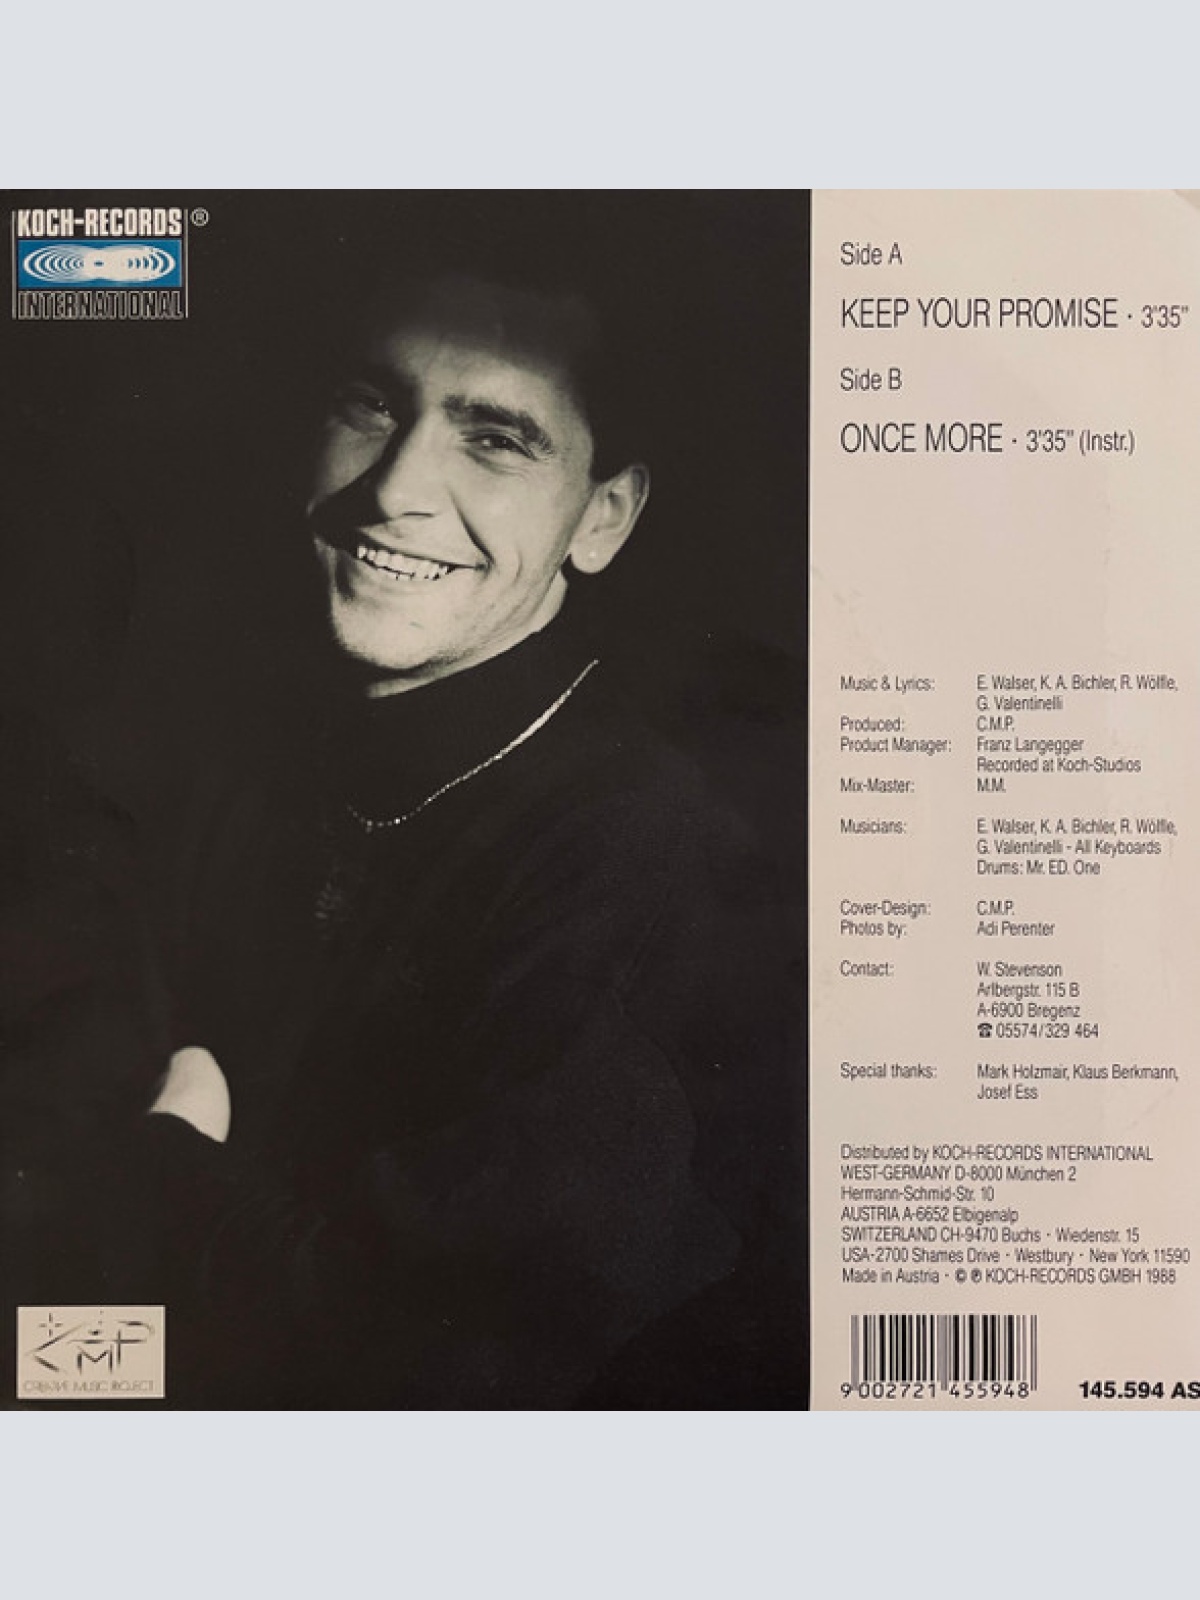 KOCH-RECORDS ®
INTERNATIONAL
Side A
KEEP YOUR PROMISE · 3'35"
Side B
ONCE MORE · 3'35" (Instr.)
Music & Lyrics: E. Walser, K. A. Bichler, R. Wölfle,
G. Valentinelli
Produced: C.M.P.
Product Manager: Franz Langegger
Recorded at Koch-Studios
Mix-Master: M.M.
Musicians: E. Walser, K. A. Bichler, R. Wölfle,
G. Valentinelli - All Keyboards
Drums: Mr. ED. One
Cover-Design: C.M.P.
Photos by: Adi Perenter
Contact: W. Stevenson
Arlbergstr. 115 B
A-6900 Bregenz
☎ 05574/329 464
Special thanks: Mark Holzmair, Klaus Berkmann,
Josef Ess
Distributed by KOCH-RECORDS INTERNATIONAL
WEST-GERMANY D-8000 München 2
Hermann-Schmid-Str. 10
AUSTRIA A-6652 Elbigenalp
SWITZERLAND CH-9470 Buchs · Wiedenstr. 15
USA-2700 Shames Drive · Westbury · New York 11590
Made in Austria · © ℗ KOCH-RECORDS GMBH 1988
9 002721 455948
145.594 AS
CMP
CREATIVE MUSIC PROJECT